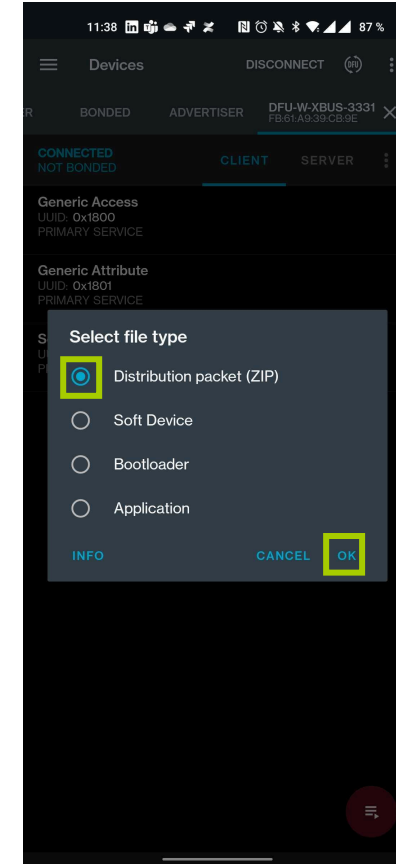 11:38 87 %
Devices DISCONNECT DFU
ER BONDED ADVERTISER DFU-W-XBUS-3331
FB:61:A9:39:CB:9E
CONNECTED
NOT BONDED CLIENT SERVER
Generic Access
UUID: 0x1800
PRIMARY SERVICE
Generic Attribute
UUID: 0x1801
PRIMARY SERVICE
Select file type
Distribution packet (ZIP)
Soft Device
Bootloader
Application
INFO CANCEL OK